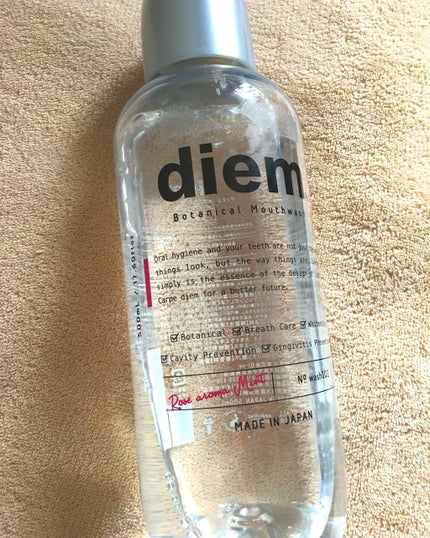 diem
Botanical Mouthwash
Oral hygiene and your teeth are not just
things look, but the way things are
simply is the essence of the design
Carpe diem for a better future.
☑Botanical ☑Breath Care ☑
☑Cavity Prevention ☑Gingivitis
Rose aroma Mint Nº
MADE IN JAPAN
500mL / 17.60floz